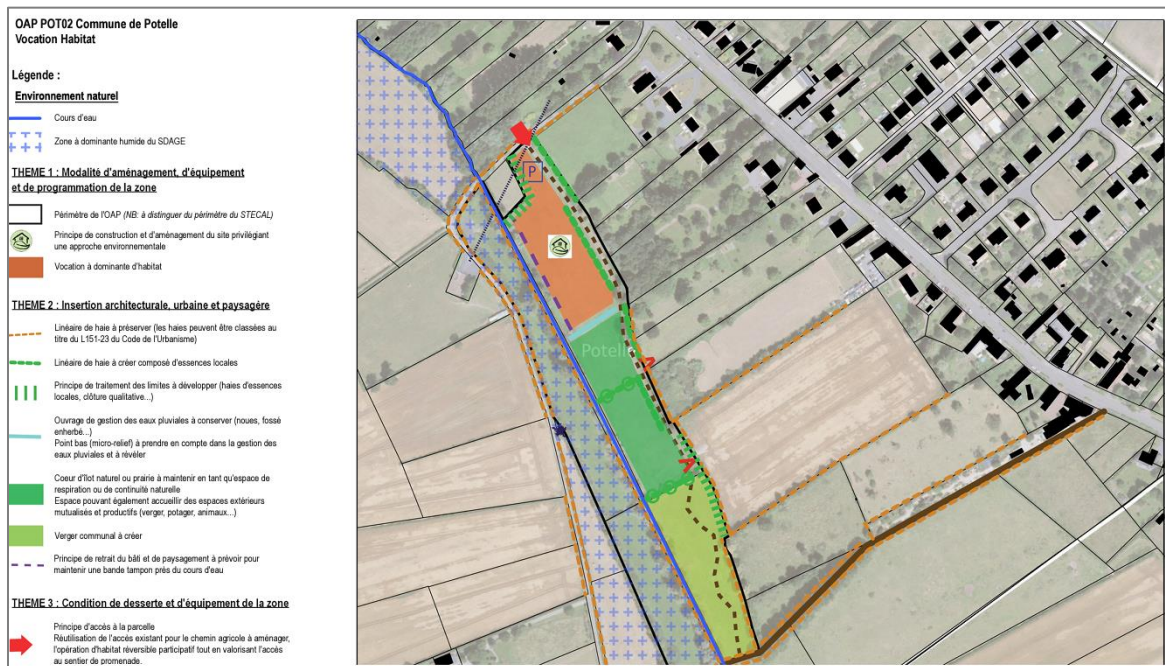 OAP POT02 Commune de Potelle
Vocation Habitat
Légende :
Environnement naturel
Cours d'eau
Zone à dominante humide du SDAGE
THEME 1 : Modalité d'aménagement, d'équipement
et de programmation de la zone
Périmètre de l'OAP (NB: à distinguer du périmètre du STECAL)
Principe de construction et d'aménagement du site privilégiant
une approche environnementale
Vocation à dominante d'habitat
THEME 2 : Insertion architecturale, urbaine et paysagère
Linéaire de haie à préserver (les haies peuvent être classées au
titre du L151-23 du Code de l'Urbanisme)
Linéaire de haie à créer composé d'essences locales
Principe de traitement des limites à développer (haies d'essences
locales, clôture qualitative...)
Ouvrage de gestion des eaux pluviales à conserver (noues, fossé
enherbé...)
Point bas (micro-relief) à prendre en compte dans la gestion des
eaux pluviales et à révéler
Coeur d'îlot naturel ou prairie à maintenir en tant qu'espace de
respiration ou de continuité naturelle
Espace pouvant également accueillir des espaces extérieurs
mutualisés et productifs (verger, potager, animaux...)
Verger communal à créer
Principe de retrait du bâti et de paysagement à prévoir pour
maintenir une bande tampon près du cours d'eau
THEME 3 : Condition de desserte et d'équipement de la zone
Principe d'accès à la parcelle
Réutilisation de l'accès existant pour le chemin agricole à aménager,
l'opération d'habitat réversible participatif tout en valorisant l'accès
au sentier de promenade.
P
Potelle